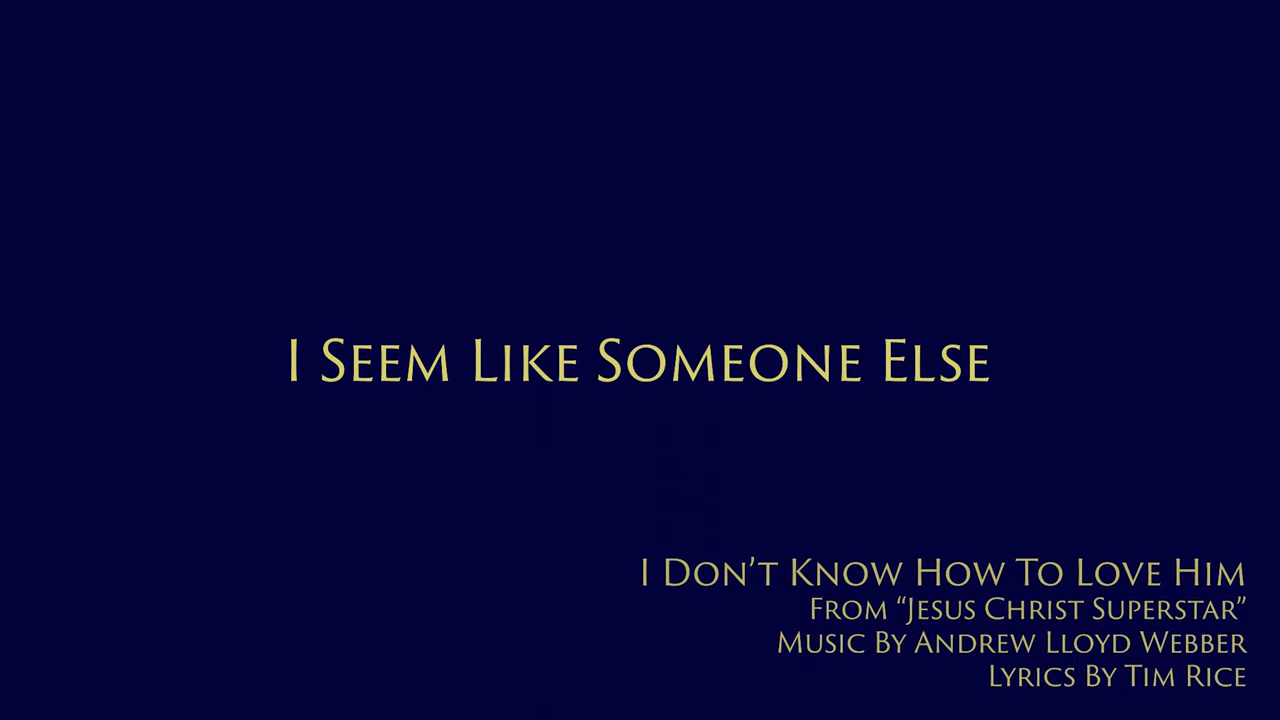 I Seem Like Someone Else
I Don’t Know How To Love Him
From “Jesus Christ Superstar”
Music By Andrew Lloyd Webber
Lyrics By Tim Rice